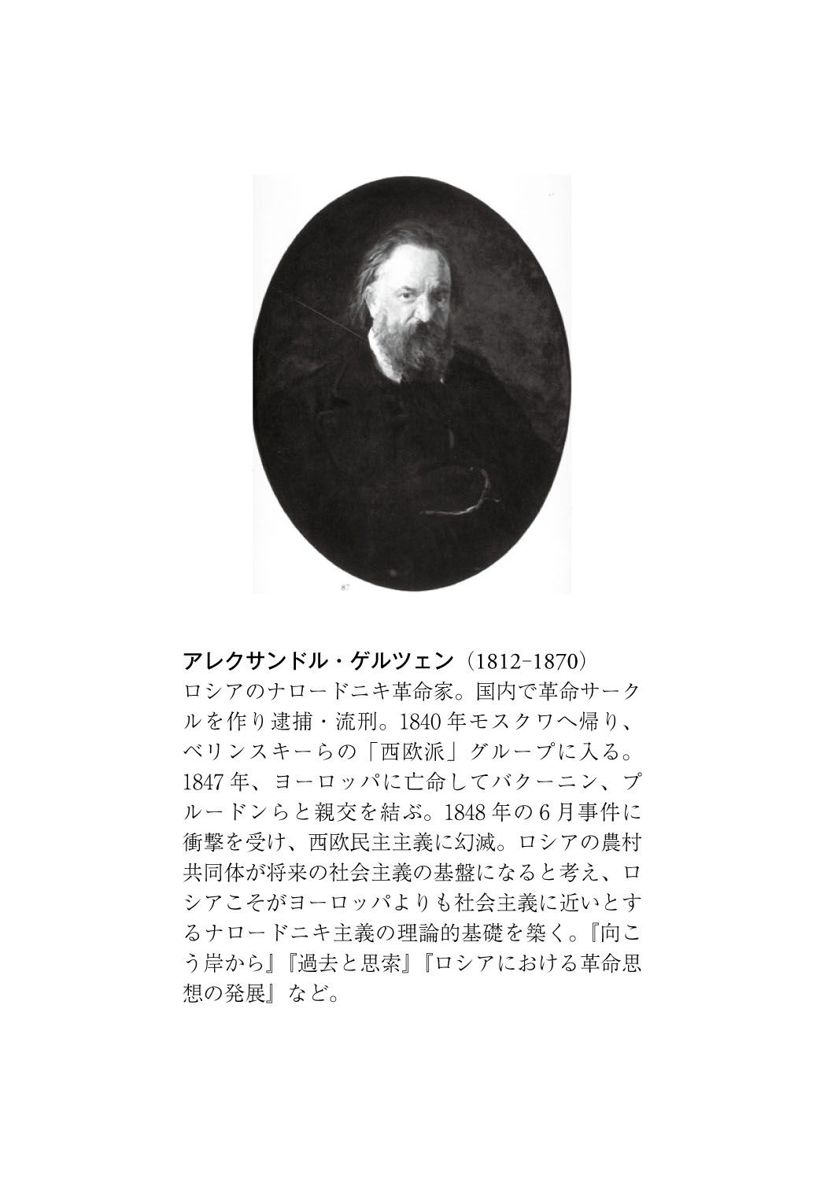 87
アレクサンドル・ゲルツェン（1812-1870）
ロシアのナロードニキ革命家。国内で革命サーク
ルを作り逮捕・流刑。1840 年モスクワへ帰り、
ベリンスキーらの「西欧派」グループに入る。
1847 年、ヨーロッパに亡命してバクーニン、プ
ルードンらと親交を結ぶ。1848 年の 6 月事件に
衝撃を受け、西欧民主主義に幻滅。ロシアの農村
共同体が将来の社会主義の基盤になると考え、ロ
シアこそがヨーロッパよりも社会主義に近いとす
るナロードニキ主義の理論的基礎を築く。『向こ
う岸から』『過去と思索』『ロシアにおける革命思
想の発展』など。